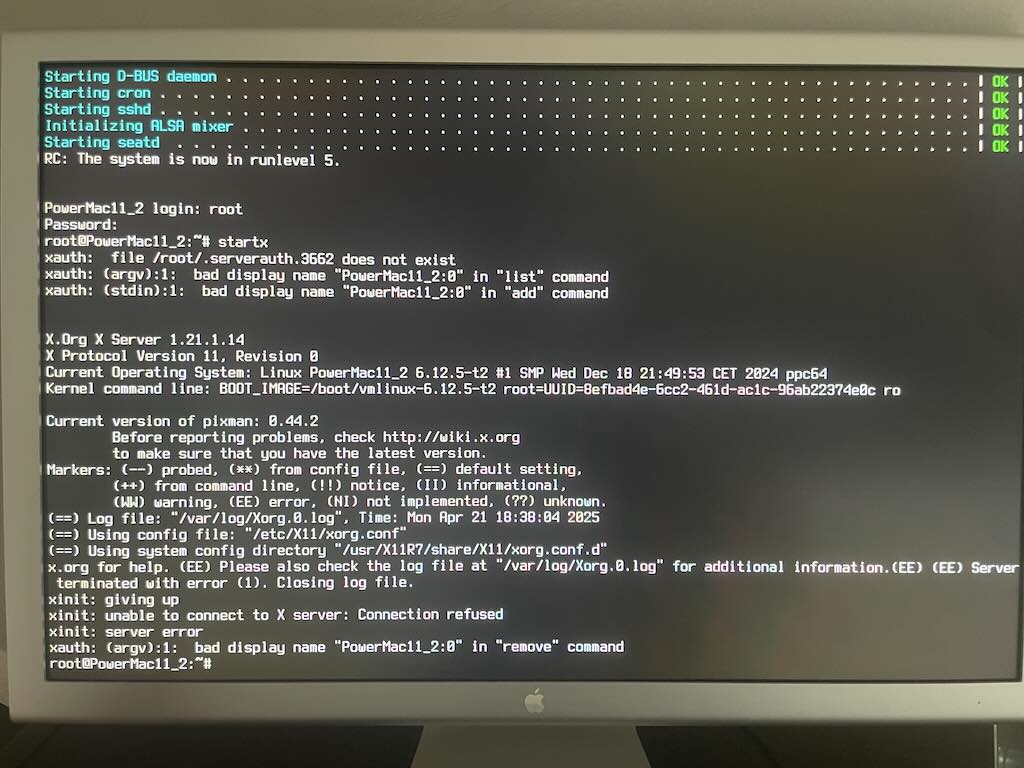 Starting D-BUS daemon . . . . . . . . . . . . . . . . . . . . . . . . . . . . . . . . . . . . . . . . . . . . . . . | OK |
Starting cron . . . . . . . . . . . . . . . . . . . . . . . . . . . . . . . . . . . . . . . . . . . . . . . . . . . | OK |
Starting sshd . . . . . . . . . . . . . . . . . . . . . . . . . . . . . . . . . . . . . . . . . . . . . . . . . . . | OK |
Initializing ALSA mixer . . . . . . . . . . . . . . . . . . . . . . . . . . . . . . . . . . . . . . . . . . . . . . | OK |
Starting seatd . . . . . . . . . . . . . . . . . . . . . . . . . . . . . . . . . . . . . . . . . . . . . . . . . . | OK |
RC: The system is now in runlevel 5.
PowerMac11_2 login: root
Password:
root@PowerMac11_2:~# startx
xauth:  file /root/.serverauth.3662 does not exist
xauth: (argv):1:  bad display name "PowerMac11_2:0" in "list" command
xauth: (stdin):1:  bad display name "PowerMac11_2:0" in "add" command
X.Org X Server 1.21.1.14
X Protocol Version 11, Revision 0
Current Operating System: Linux PowerMac11_2 6.12.5-t2 #1 SMP Wed Dec 18 21:49:53 CET 2024 ppc64
Kernel command line: BOOT_IMAGE=/boot/vmlinux-6.12.5-t2 root=UUID=8efbad4e-6cc2-461d-ac1c-96ab22374e0c ro
Current version of pixman: 0.44.2
Before reporting problems, check http://wiki.x.org
to make sure that you have the latest version.
Markers: (--) probed, (**) from config file, (==) default setting,
(++) from command line, (!!) notice, (II) informational,
(WW) warning, (EE) error, (NI) not implemented, (??) unknown.
(==) Log file: "/var/log/Xorg.0.log", Time: Mon Apr 21 18:38:04 2025
(==) Using config file: "/etc/X11/xorg.conf"
(==) Using system config directory "/usr/X11R7/share/X11/xorg.conf.d"
x.org for help. (EE) Please also check the log file at "/var/log/Xorg.0.log" for additional information.(EE) (EE) Server
terminated with error (1). Closing log file.
xinit: giving up
xinit: unable to connect to X server: Connection refused
xinit: server error
xauth: (argv):1:  bad display name "PowerMac11_2:0" in "remove" command
root@PowerMac11_2:~#